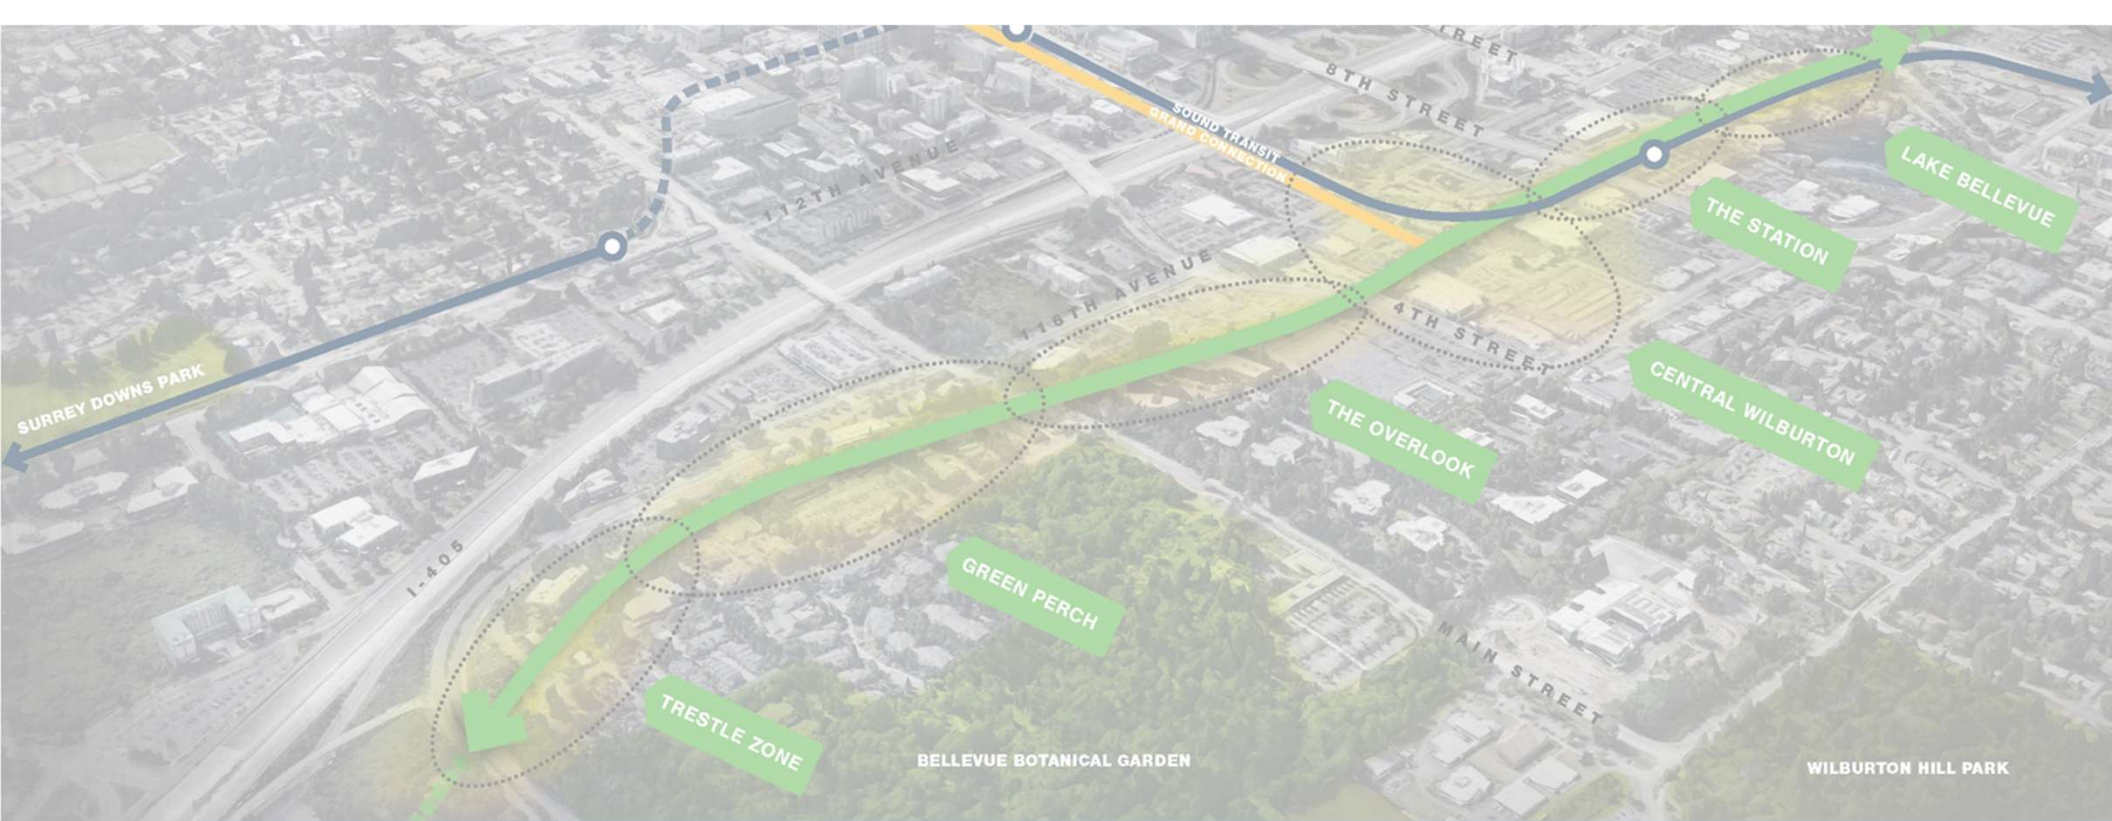 TREET
8TH STREET
SOUND TRANSIT
GRAND CONNECTION
112TH AVENUE
LAKE BELLEVUE
THE STATION
116TH AVENUE
4TH STREET
SURREY DOWNS PARK
CENTRAL WILBURTON
THE OVERLOOK
I-405
GREEN PERCH
MAIN STREET
TRESTLE ZONE
BELLEVUE BOTANICAL GARDEN
WILBURTON HILL PARK